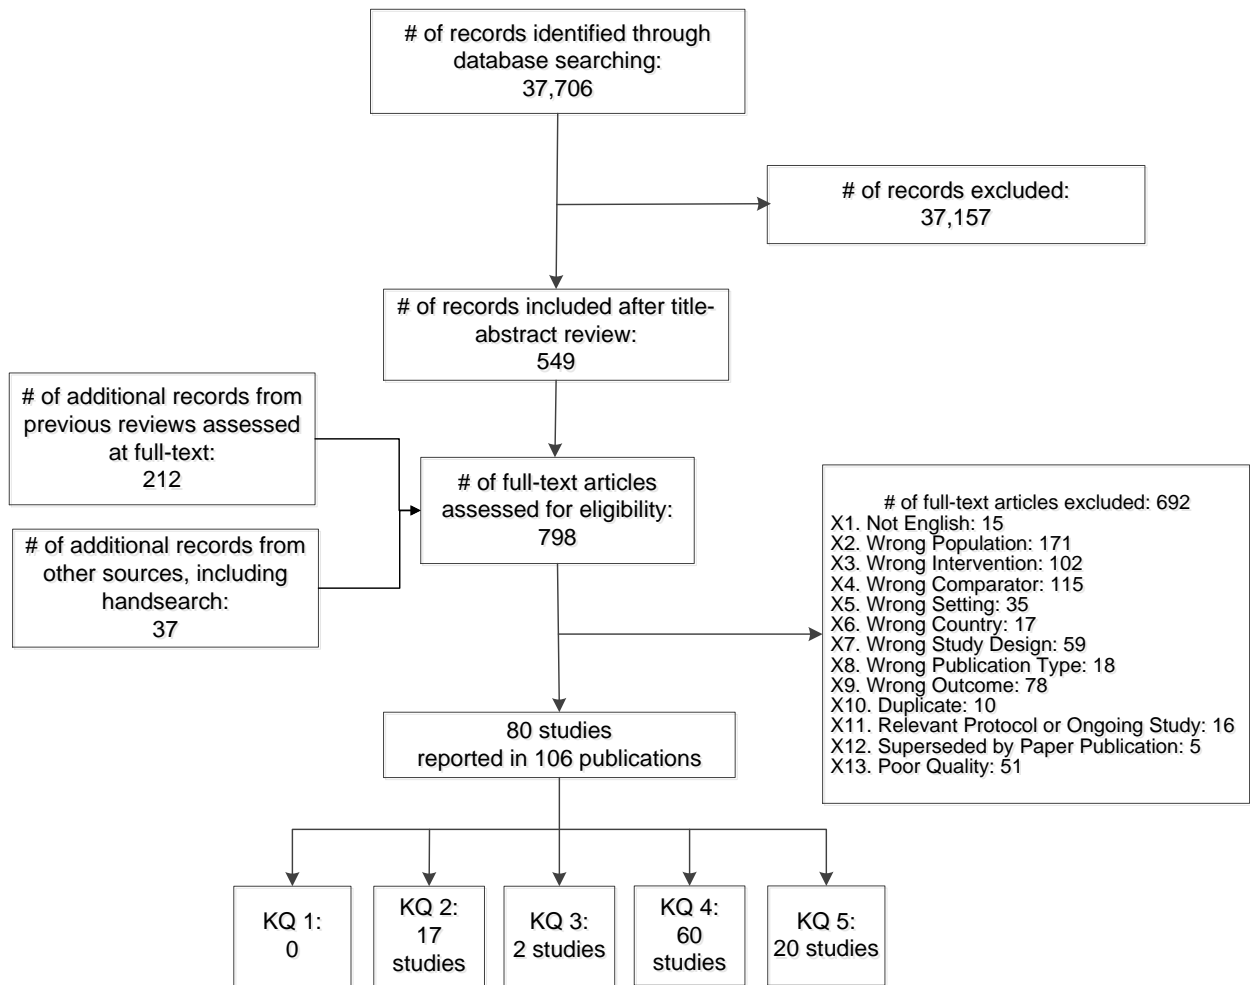 # of records identified through
database searching:
37,706
# of records excluded:
37,157
# of records included after title-
abstract review:
549
# of additional records from
previous reviews assessed
at full-text:
212
# of full-text articles
assessed for eligibility:
798
# of additional records from
other sources, including
handsearch:
37
# of full-text articles excluded: 692
X1. Not English: 15
X2. Wrong Population: 171
X3. Wrong Intervention: 102
X4. Wrong Comparator: 115
X5. Wrong Setting: 35
X6. Wrong Country: 17
X7. Wrong Study Design: 59
X8. Wrong Publication Type: 18
X9. Wrong Outcome: 78
X10. Duplicate: 10
X11. Relevant Protocol or Ongoing Study: 16
X12. Superseded by Paper Publication: 5
X13. Poor Quality: 51
80 studies
reported in 106 publications
KQ 1:
0
KQ 2:
17
studies
KQ 3:
2 studies
KQ 4:
60
studies
KQ 5:
20 studies